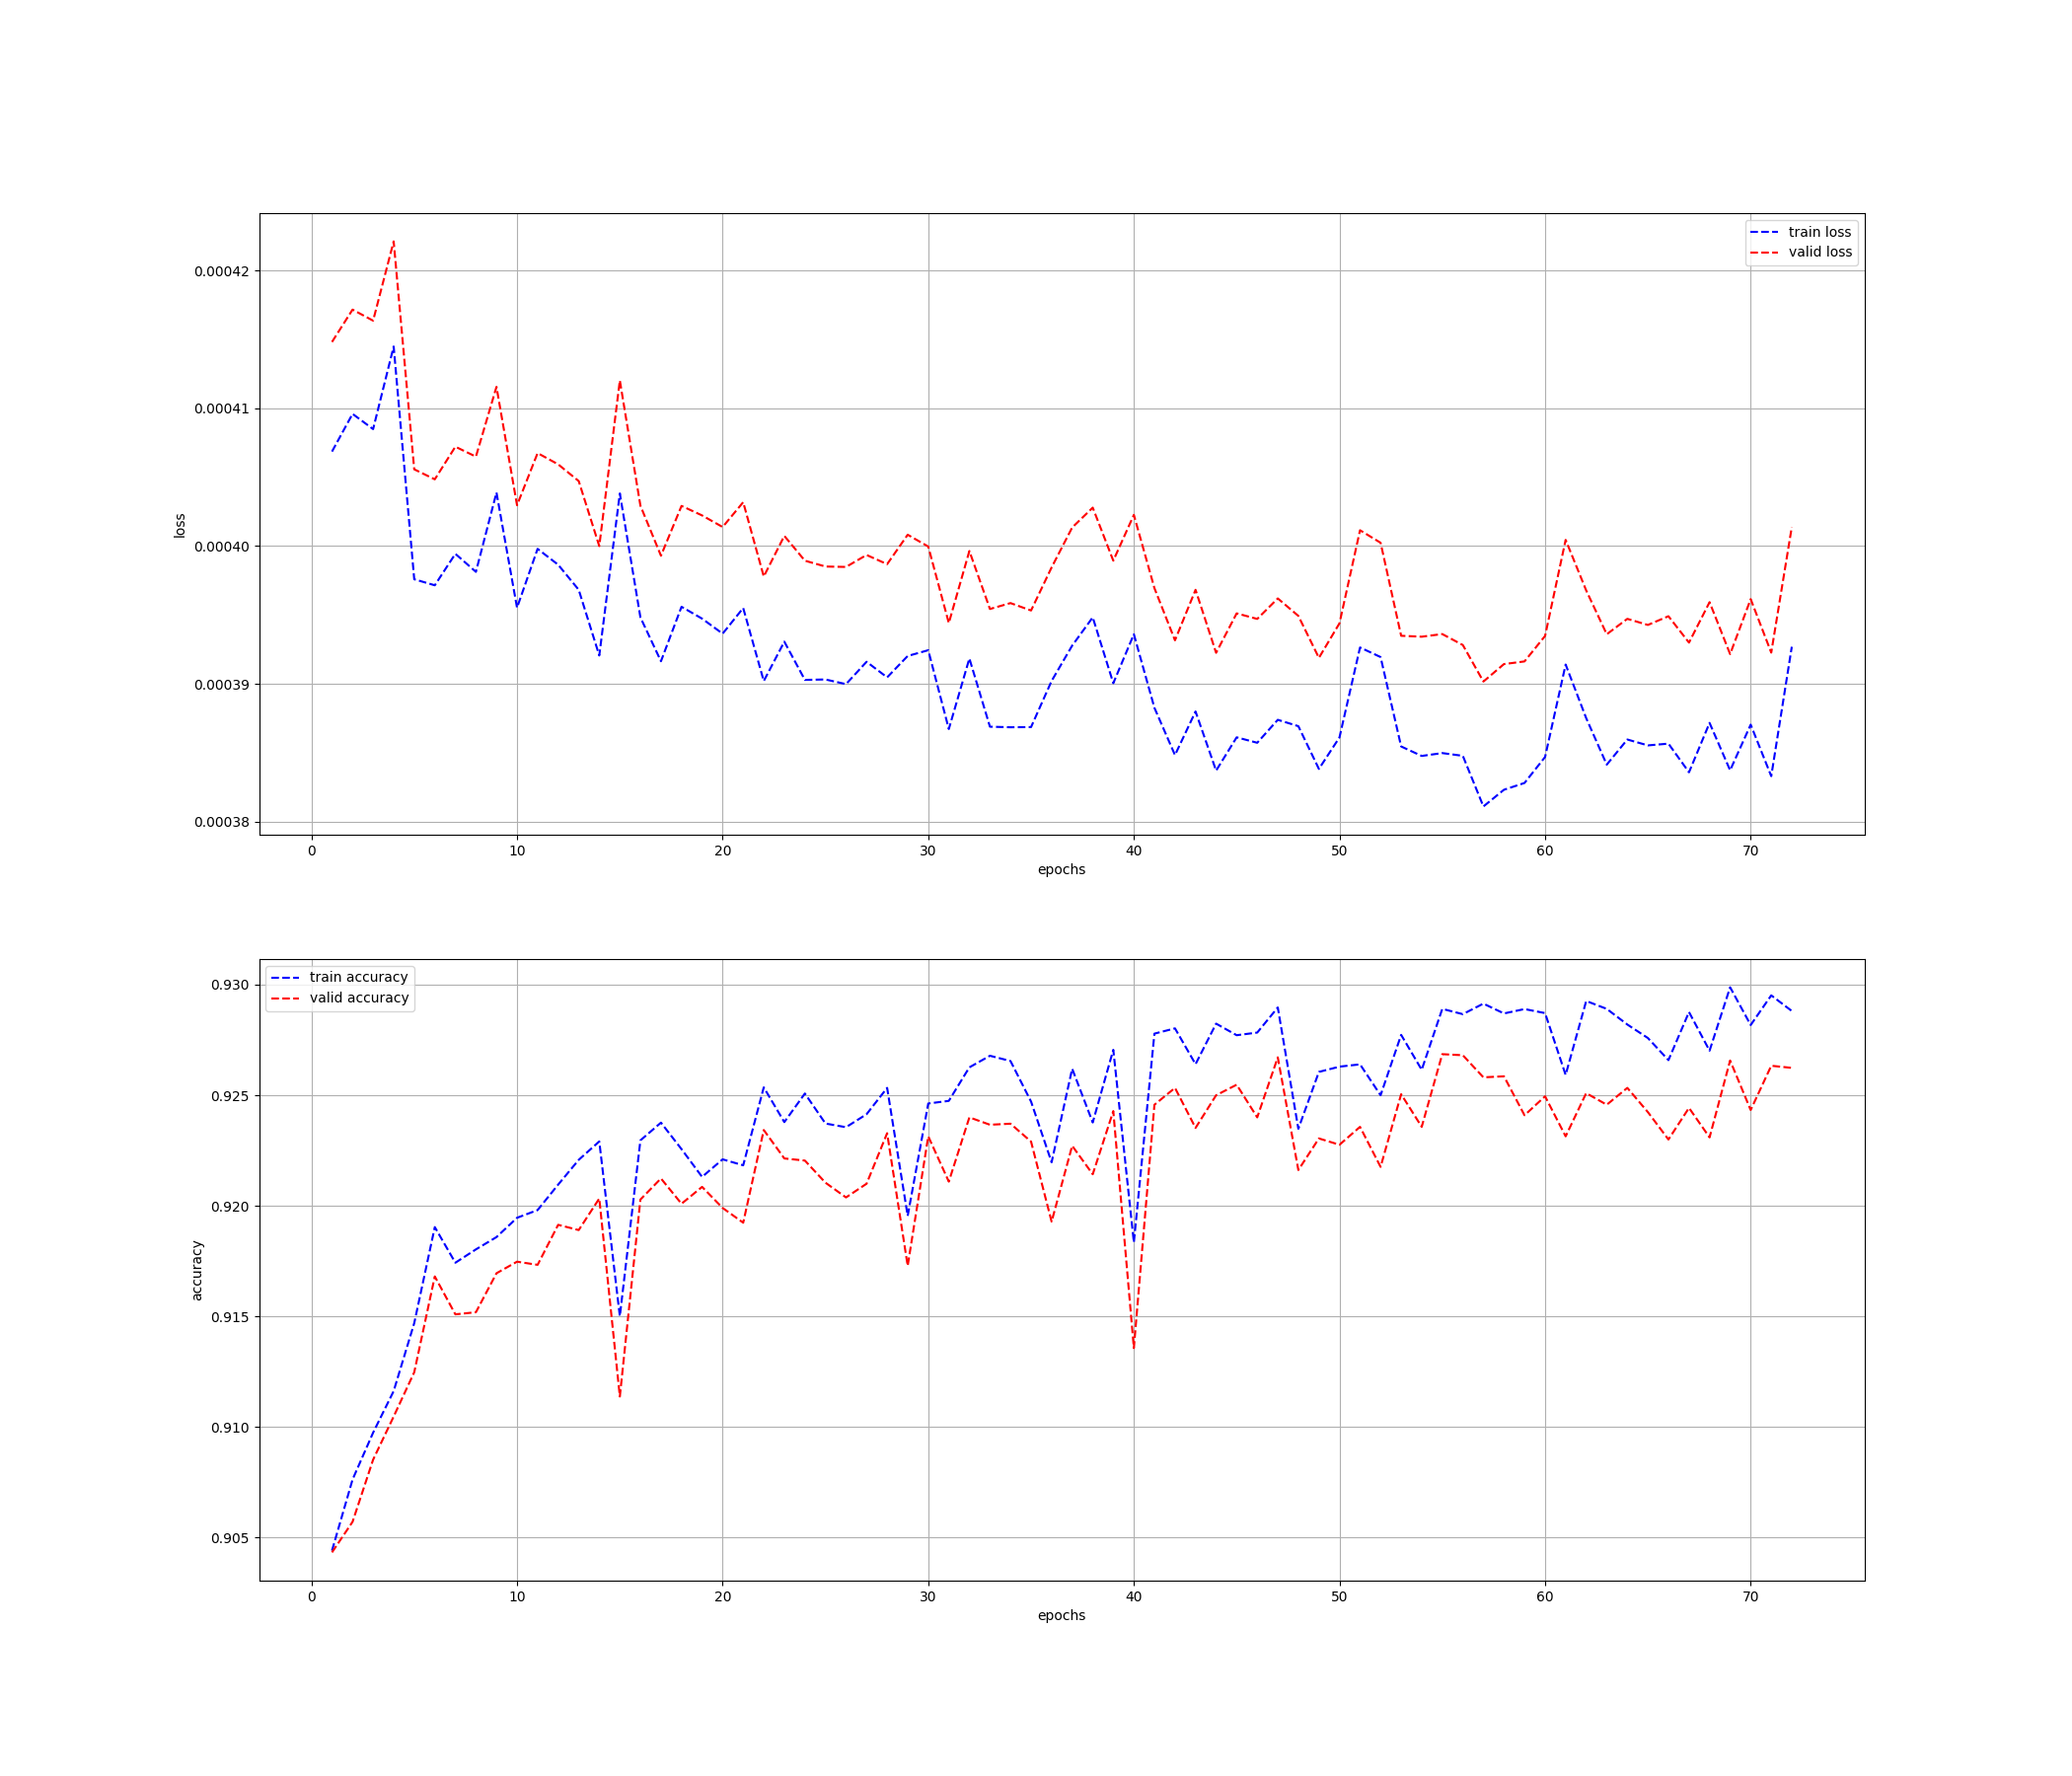 train loss
valid loss
0.00042
0.00041
0.00040
0.00039
0.00038
loss
0 10 20 30 40 50 60 70
epochs
train accuracy
valid accuracy
0.930
0.925
0.920
0.915
0.910
0.905
accuracy
0 10 20 30 40 50 60 70
epochs